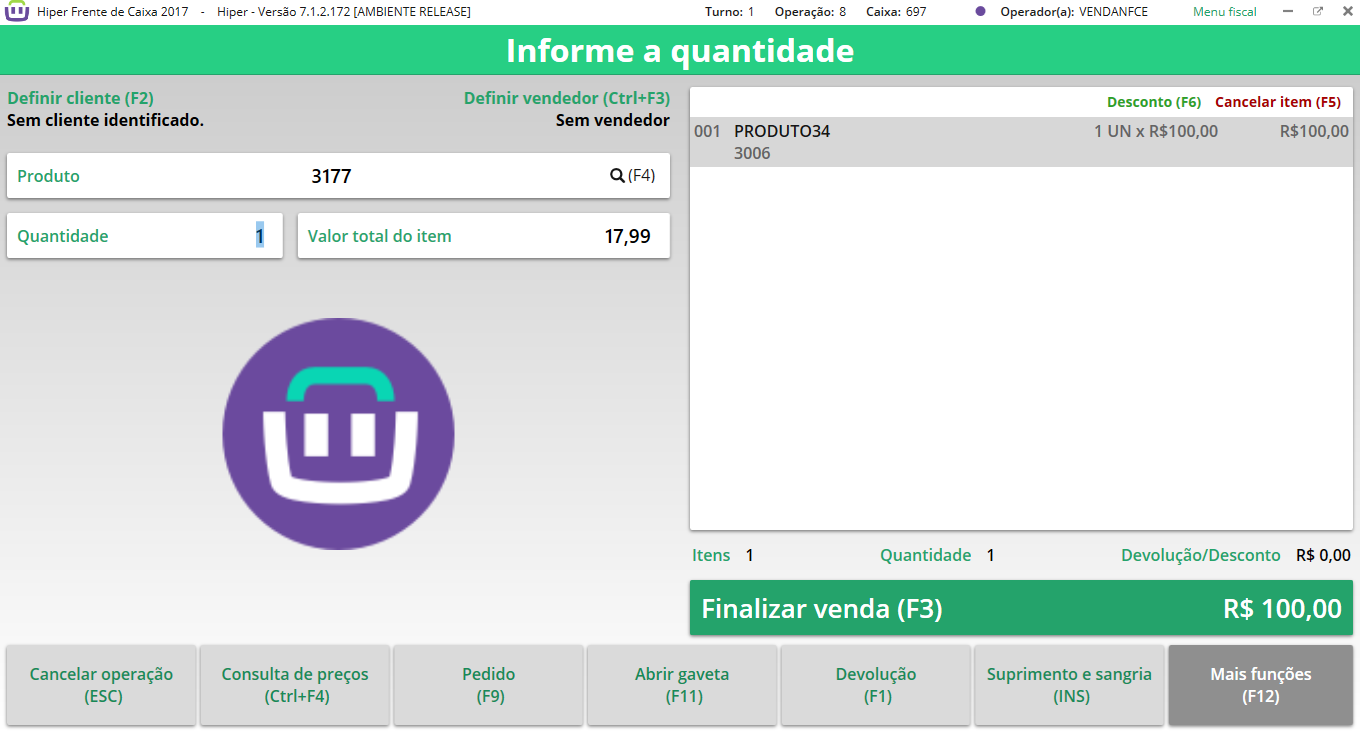 Hiper Frente de Caixa 2017 - Hiper - Versão 7.1.2.172 [AMBIENTE RELEASE] Turno: 1 Operação: 8 Caixa: 697 Operador(a): VENDANFCE Menu fiscal
Informe a quantidade
Definir cliente (F2) Definir vendedor (Ctrl+F3)
Sem cliente identificado. Sem vendedor
Produto 3177 (F4)
Quantidade 1 Valor total do item 17,99
Desconto (F6) Cancelar item (F5)
001 PRODUTO34 1 UN x R$100,00 R$100,00
3006
Itens 1 Quantidade 1 Devolução/Desconto R$ 0,00
Finalizar venda (F3) R$ 100,00
Cancelar operação
(ESC)
Consulta de preços
(Ctrl+F4)
Pedido
(F9)
Abrir gaveta
(F11)
Devolução
(F1)
Suprimento e sangria
(INS)
Mais funções
(F12)